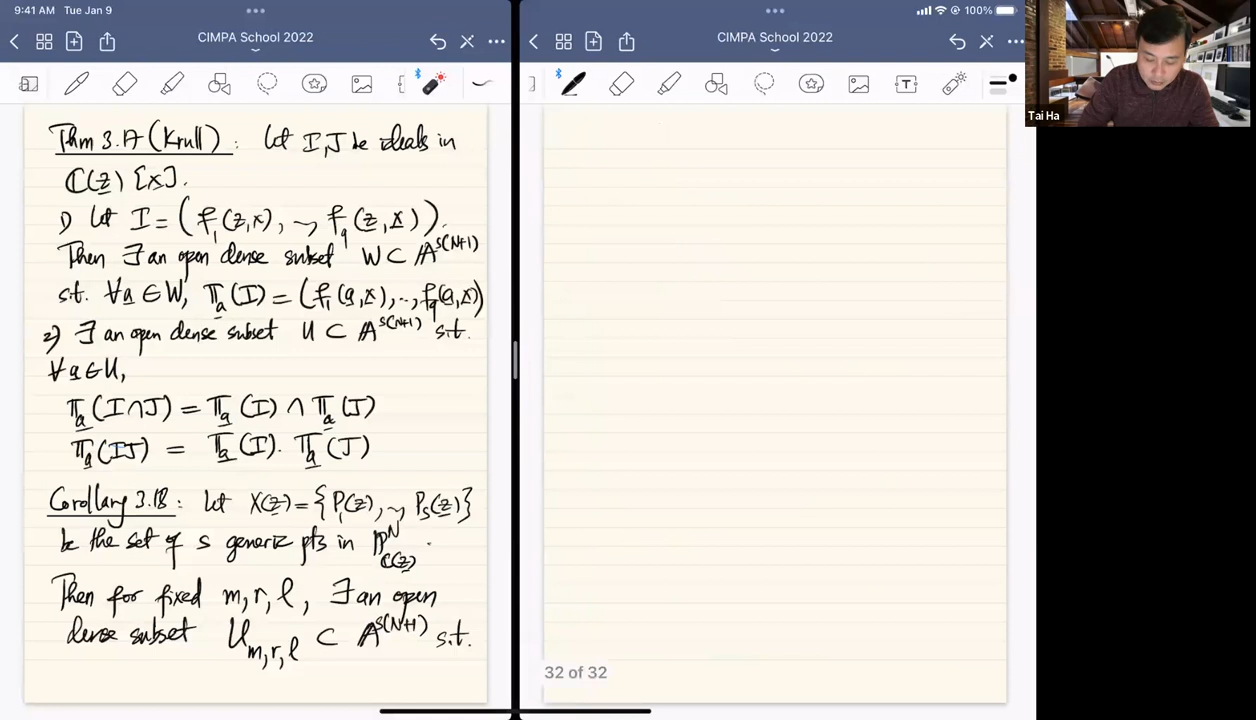 9:41 AM Tue Jan 9
100%
CIMPA School 2022
CIMPA School 2022
Tai Ha
Thm 3.17 (Krull): Let I, J be ideals in
ℂ(z)[x].
1) Let I = (f₁(z,x), ..., f_q(z,x)).
Then ∃ an open dense subset W ⊂ 𝔸^{s(N+1)}
s.t. ∀a ∈ W, π_a(I) = (f₁(a,x), .., f_q(a,x))
2) ∃ an open dense subset U ⊂ 𝔸^{s(N+1)} s.t.
∀a ∈ U,
π_a(I∩J) = π_a(I) ∩ π_a(J)
π_a(IJ) = π_a(I). π_a(J)
Corollary 3.18: Let X(z) = {P₁(z), ..., P_s(z)}
be the set of s generic pts in ℙ^N_{ℂ(z)}.
Then for fixed m, r, l, ∃ an open
dense subset U_{m,r,l} ⊂ 𝔸^{s(N+1)} s.t.
32 of 32